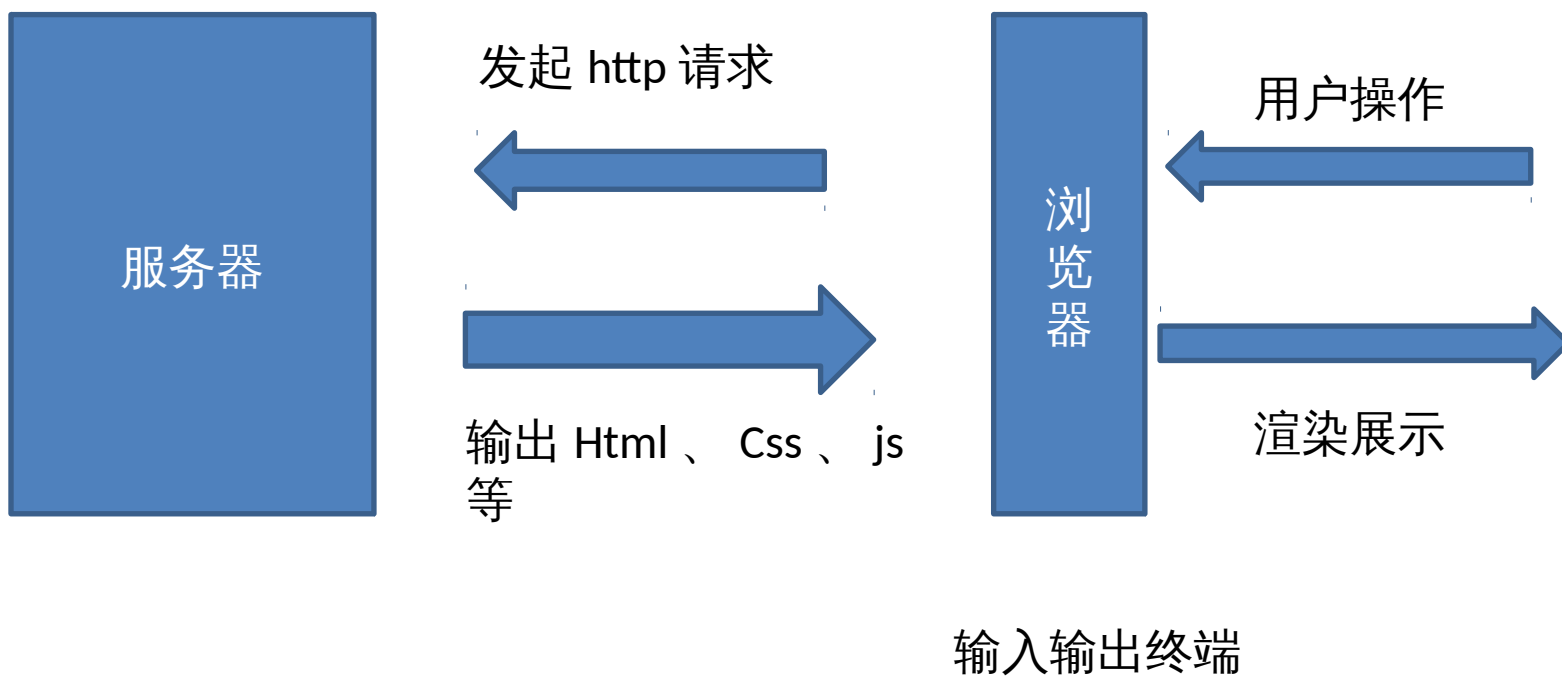 发起 http 请求
用户操作
服务器
浏
览
器
输出 Html 、 Css 、 js
等
渲染展示
输入输出终端